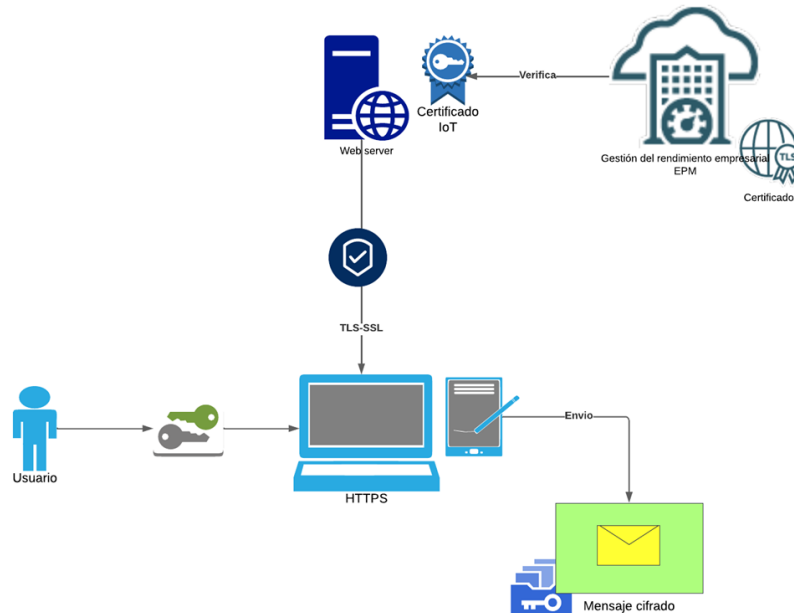 Verifica
Certificado
IoT
Web server
Gestión del rendimiento empresarial
EPM
TLS
Certificado
TLS-SSL
Envio
Usuario
HTTPS
Mensaje cifrado